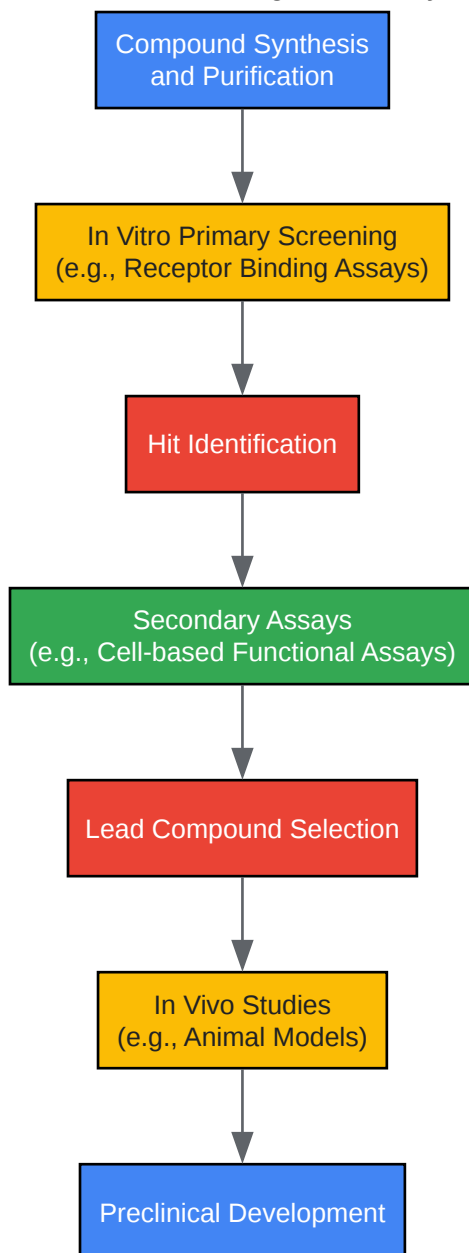 Compound Synthesis
and Purification
In Vitro Primary Screening
(e.g., Receptor Binding Assays)
Hit Identification
Secondary Assays
(e.g., Cell-based Functional Assays)
Lead Compound Selection
In Vivo Studies
(e.g., Animal Models)
Preclinical Development